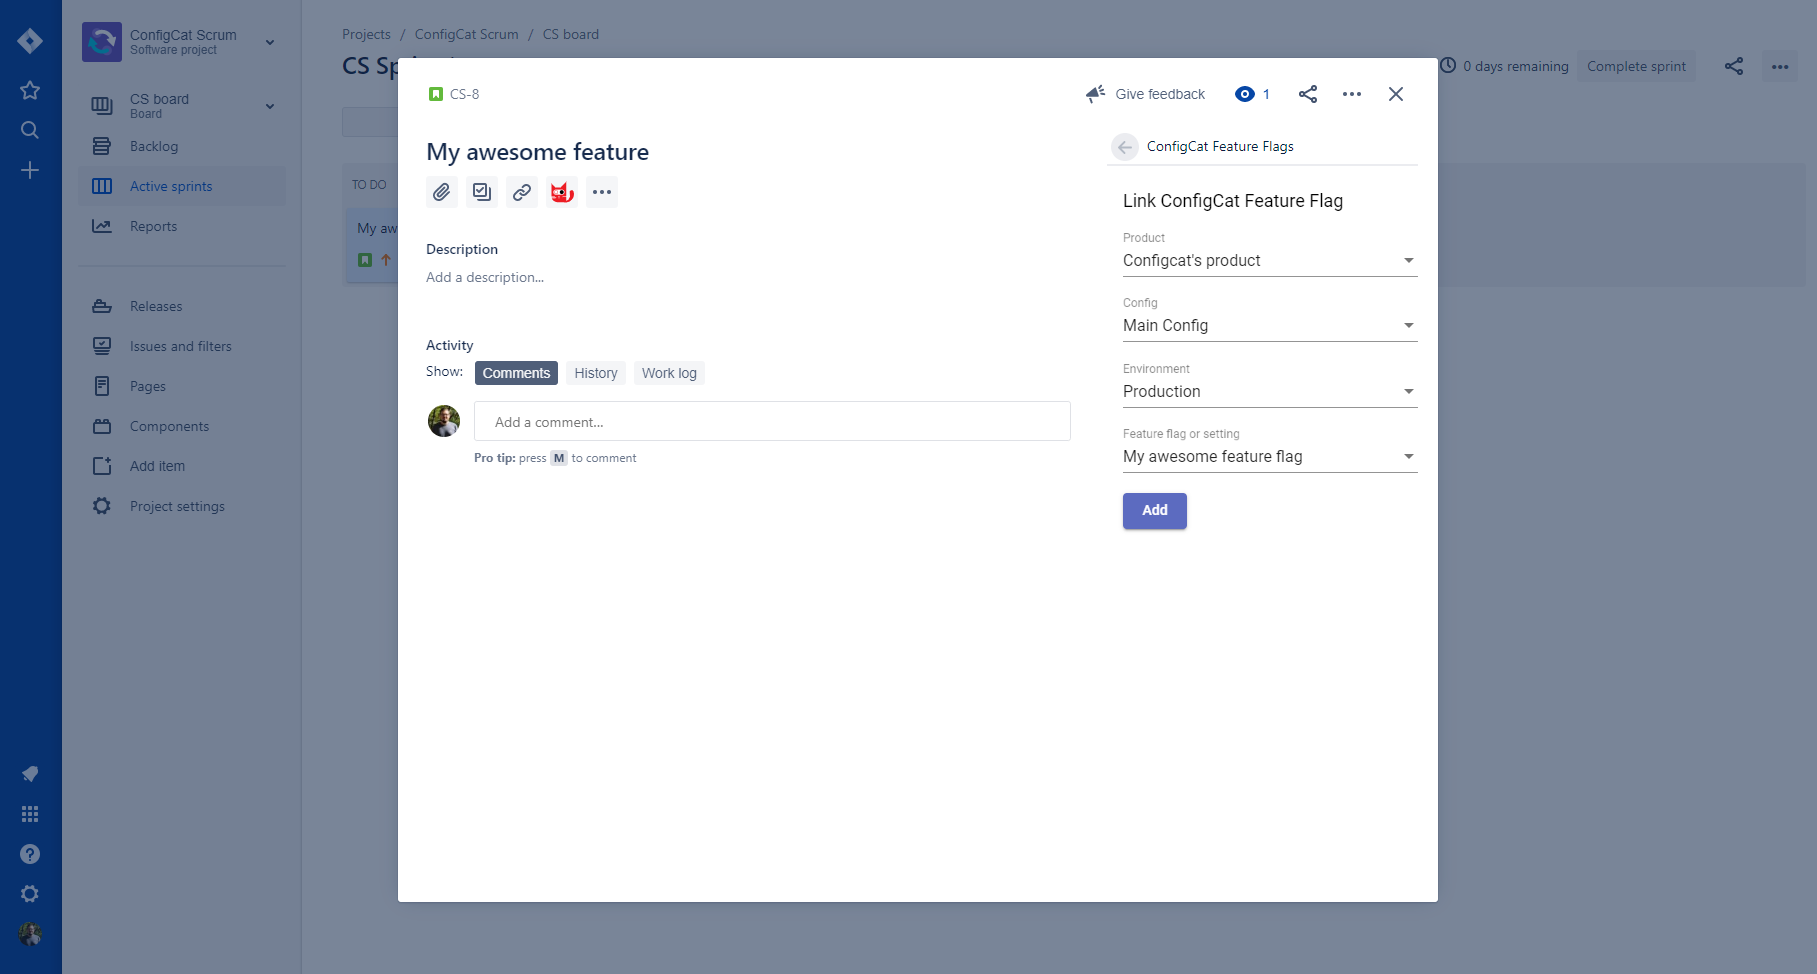 ConfigCat Scrum
Software project
CS board
Board
Backlog
Active sprints
Reports
Releases
Issues and filters
Pages
Components
Add item
Project settings
Projects / ConfigCat Scrum / CS board
CS
0 days remaining
Complete sprint
TO DO
My
CS-8
Give feedback
1
My awesome feature
Description
Add a description...
Activity
Show: Comments History Work log
Add a comment...
Pro tip: press M to comment
ConfigCat Feature Flags
Link ConfigCat Feature Flag
Product
Configcat's product
Config
Main Config
Environment
Production
Feature flag or setting
My awesome feature flag
Add